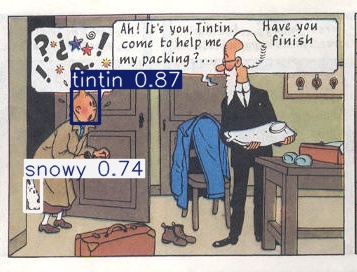 ?¿
!
Ah! It's you, Tintin. Have you
come to help me finish
my packing?...
tintin 0.87
snowy 0.74